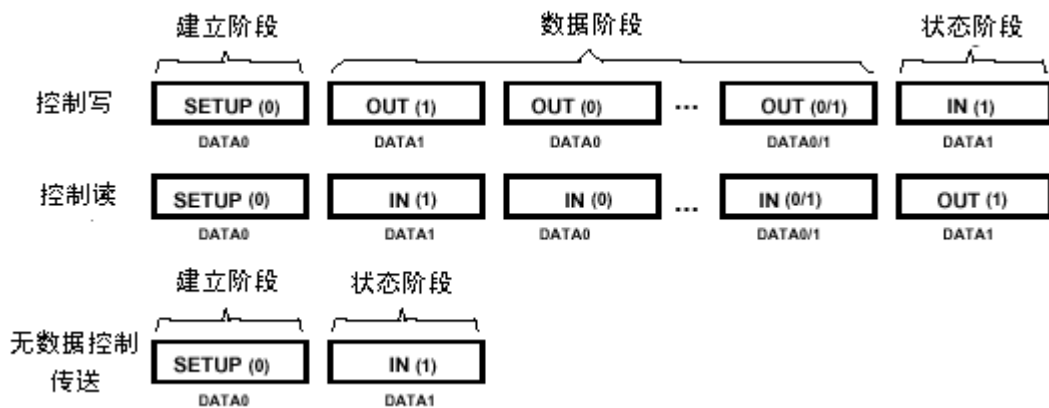 建立阶段 数据阶段 状态阶段
控制写 SETUP (0) OUT (1) OUT (0) ... OUT (0/1) IN (1)
DATA0 DATA1 DATA0 DATA0/1 DATA1
控制读 SETUP (0) IN (1) IN (0) ... IN (0/1) OUT (1)
DATA0 DATA1 DATA0 DATA0/1 DATA1
建立阶段 状态阶段
无数据控制
传送 SETUP (0) IN (1)
DATA0 DATA1